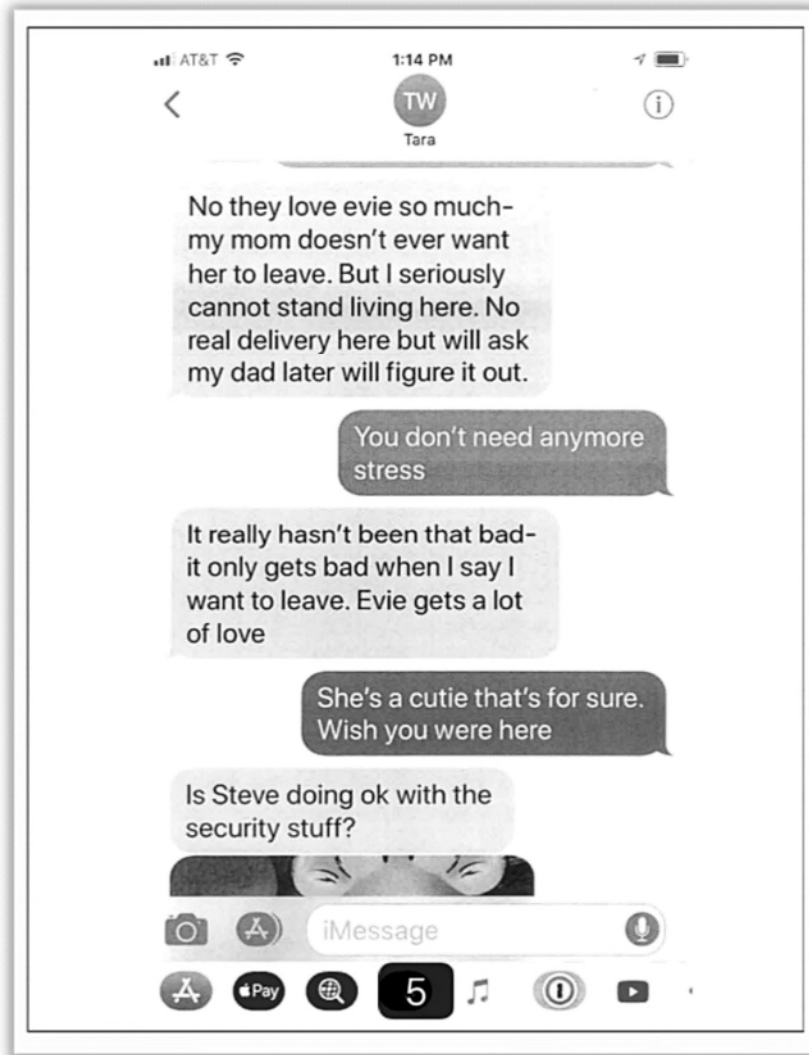 AT&T
1:14 PM
TW
Tara
No they love evie so much-
my mom doesn't ever want
her to leave. But I seriously
cannot stand living here. No
real delivery here but will ask
my dad later will figure it out.
You don't need anymore
stress
It really hasn't been that bad-
it only gets bad when I say I
want to leave. Evie gets a lot
of love
She's a cutie that's for sure.
Wish you were here
Is Steve doing ok with the
security stuff?
iMessage
Pay
5